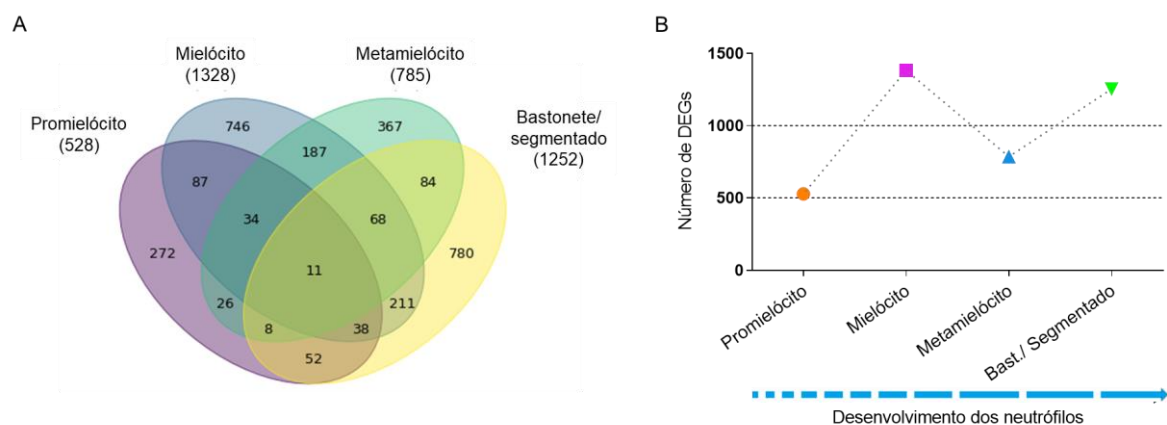 A
Mielócito
(1328)
Metamielócito
(785)
Promielócito
(528)
Bastonete/
segmentado
(1252)
746
367
187
87
84
34
68
272
11
780
26
211
8
38
52
B
Número de DEGs
1500
1000
500
0
Promielócito
Mielócito
Metamielócito
Bast./ Segmentado
Desenvolvimento dos neutrófilos